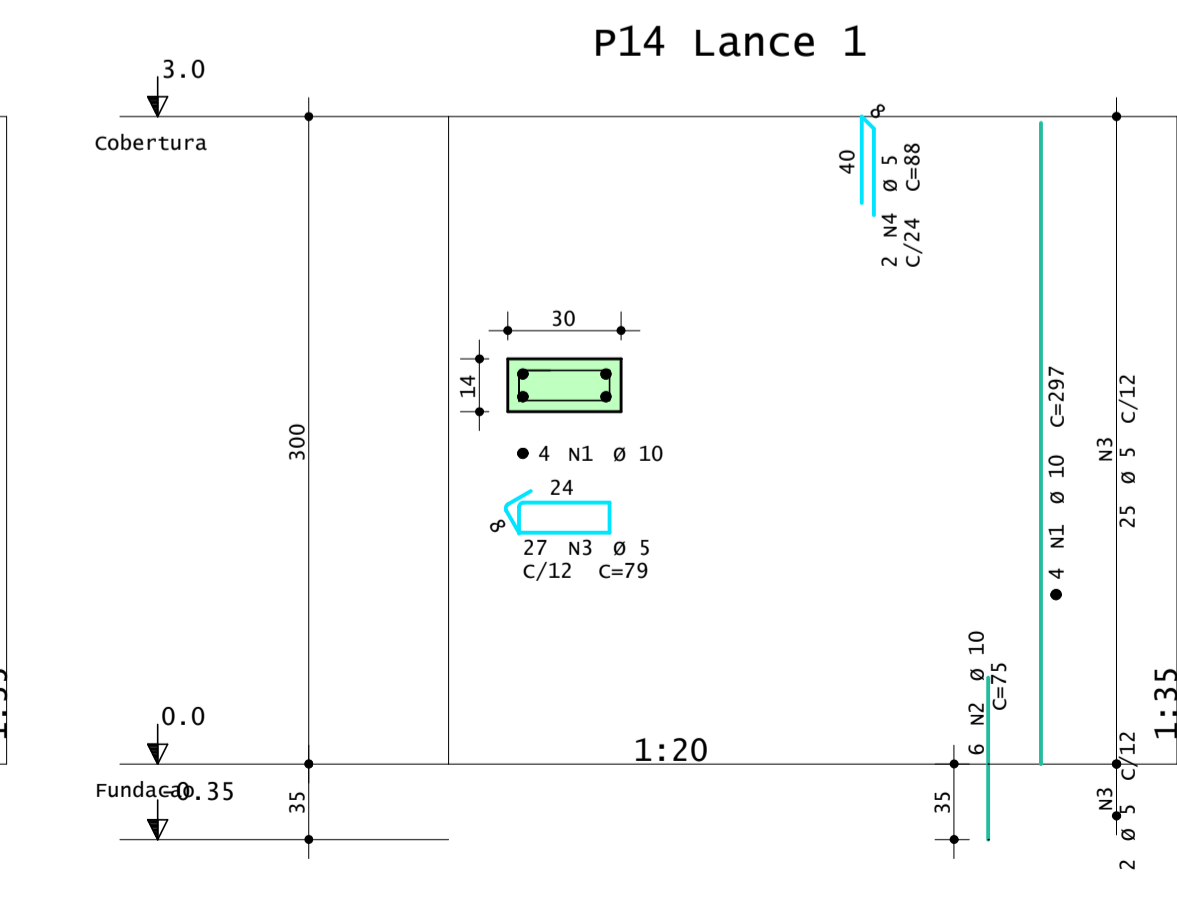 P14 Lance 1
3.0
Cobertura
8
40
2 N4 Ø 5
C/24 C=88
30
14
300
4 N1 Ø 10
24
8
27 N3 Ø 5
C/12 C=79
4 N1 Ø 10 C=297
N3
25 Ø 5 C/12
6 N2 Ø 10
C=75
1:35
0.0
1:20
Fundacao
-0.35
35
35
N3
2 Ø 5 C/12